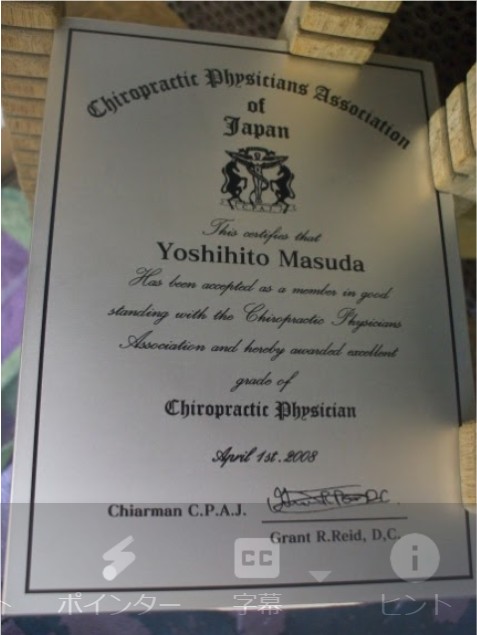 Chiropractic Physicians Association
of
Japan
C.P.A.J.
This certifies that
Yoshihito Masuda
Has been accepted as a member in good
standing with the Chiropractic Physicians
Association and hereby awarded excellent
grade of
Chiropractic Physician
April 1st. 2008
Chiarman C.P.A.J.
Grant R.Reid, D,C.
ポインター
CC
字幕
ヒント